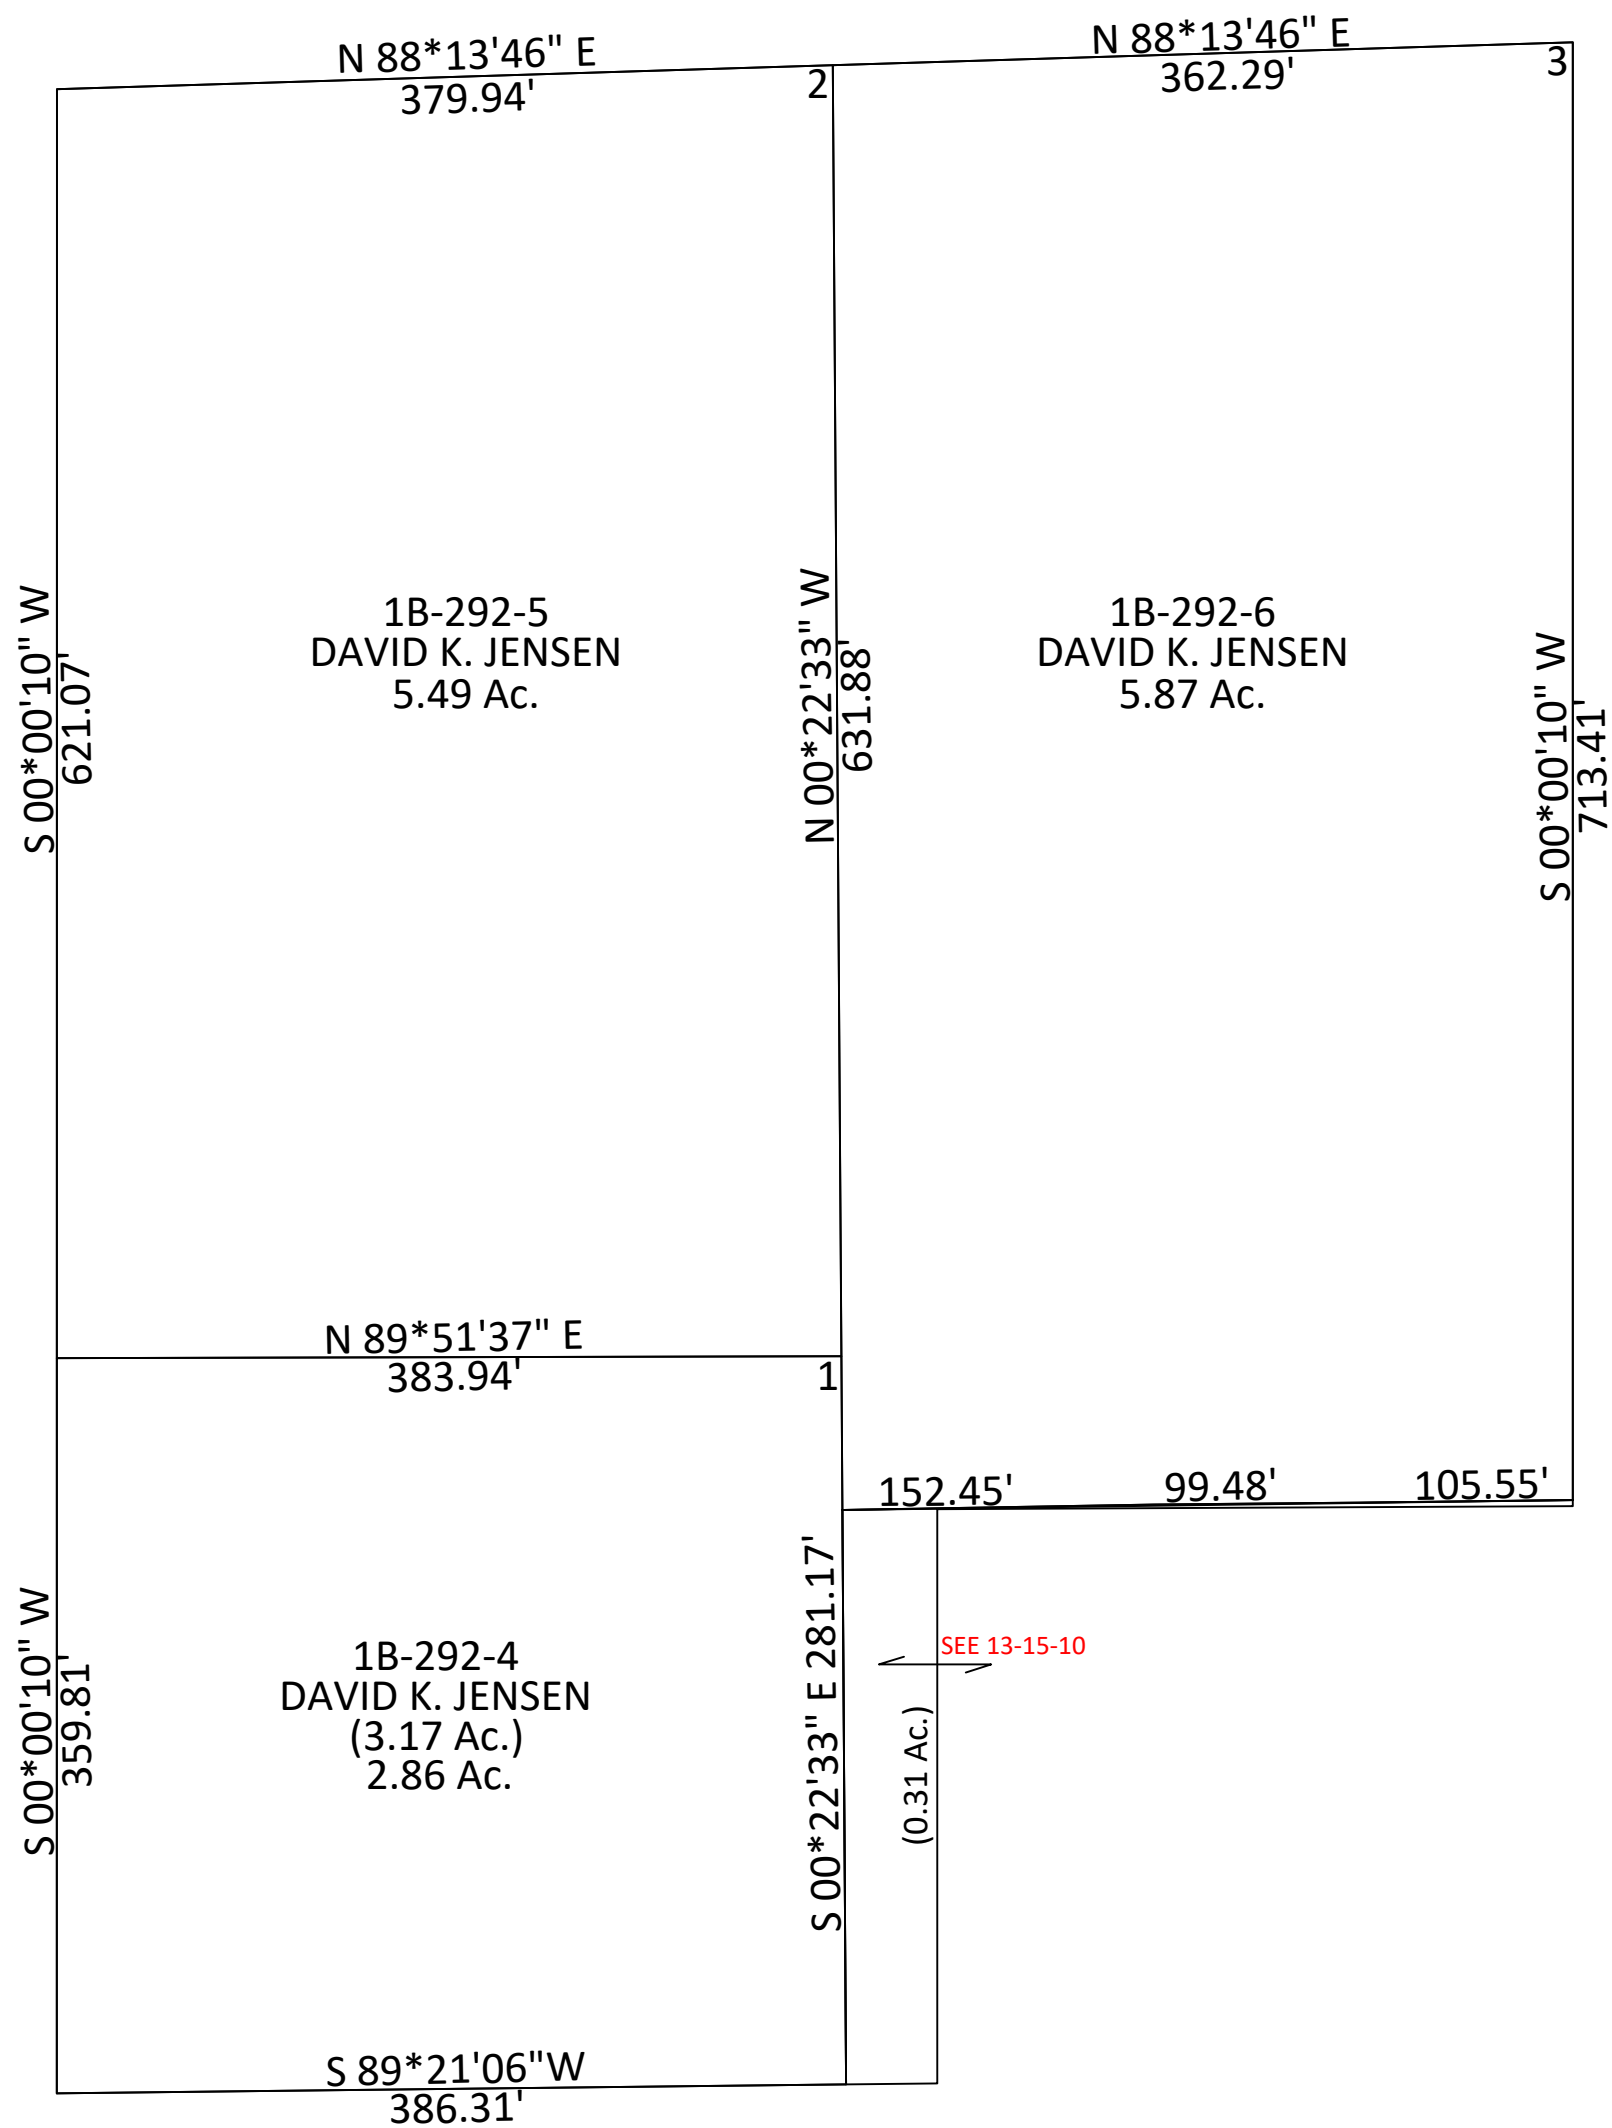 N 88*13'46" E
379.94'
N 88*13'46" E
362.29'
2
3
S 00*00'10" W
621.07'
1B-292-5
DAVID K. JENSEN
5.49 Ac.
N 00*22'33" W
631.88'
1B-292-6
DAVID K. JENSEN
5.87 Ac.
S 00*00'10" W
713.41'
N 89*51'37" E
383.94'
1
152.45'
99.48'
105.55'
S 00*00'10" W
359.81'
1B-292-4
DAVID K. JENSEN
(3.17 Ac.)
2.86 Ac.
S 00*22'33" E 281.17'
SEE 13-15-10
(0.31 Ac.)
S 89*21'06"W
386.31'